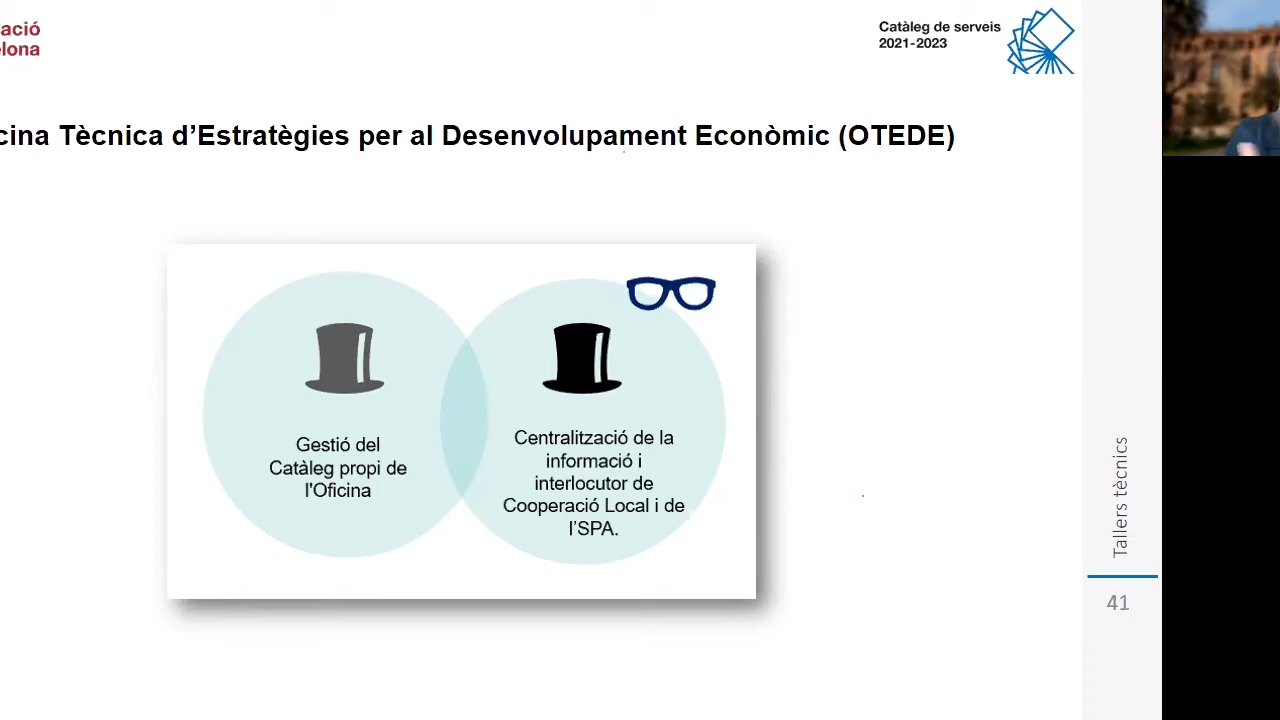 ació
elona
Catàleg de serveis
2021-2023
cina Tècnica d’Estratègies per al Desenvolupament Econòmic (OTEDE)
Gestió del
Catàleg propi de
l'Oficina
Centralització de la
informació i
interlocutor de
Cooperació Local i de
l’SPA.
Tallers tècnics
41